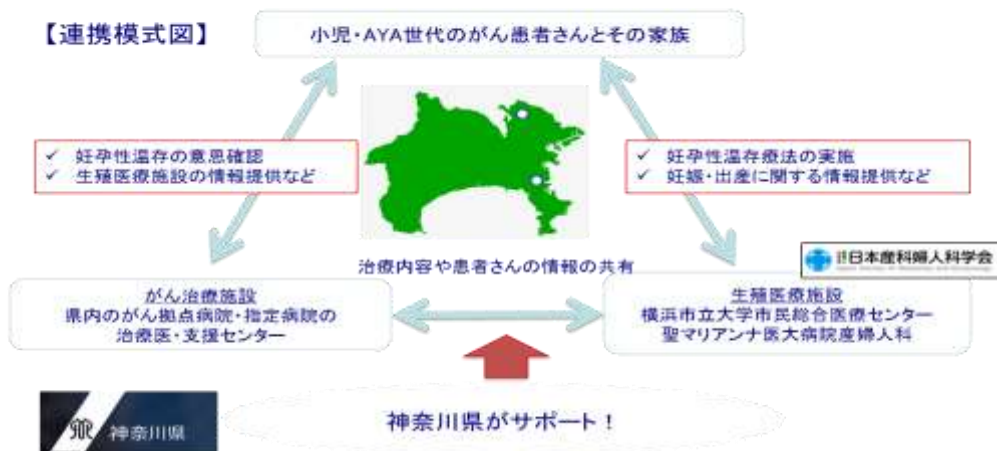 【連携模式図】
小児・AYA世代のがん患者さんとその家族
✓ 妊孕性温存の意思確認
✓ 生殖医療施設の情報提供など
✓ 妊孕性温存療法の実施
✓ 妊娠・出産に関する情報提供など
治療内容や患者さんの情報の共有
日本産科婦人科学会
がん治療施設
県内のがん拠点病院・指定病院の
治療医・支援センター
生殖医療施設
横浜市立大学市民総合医療センター
聖マリアンナ医大病院産婦人科
神奈川県がサポート！
神奈川県